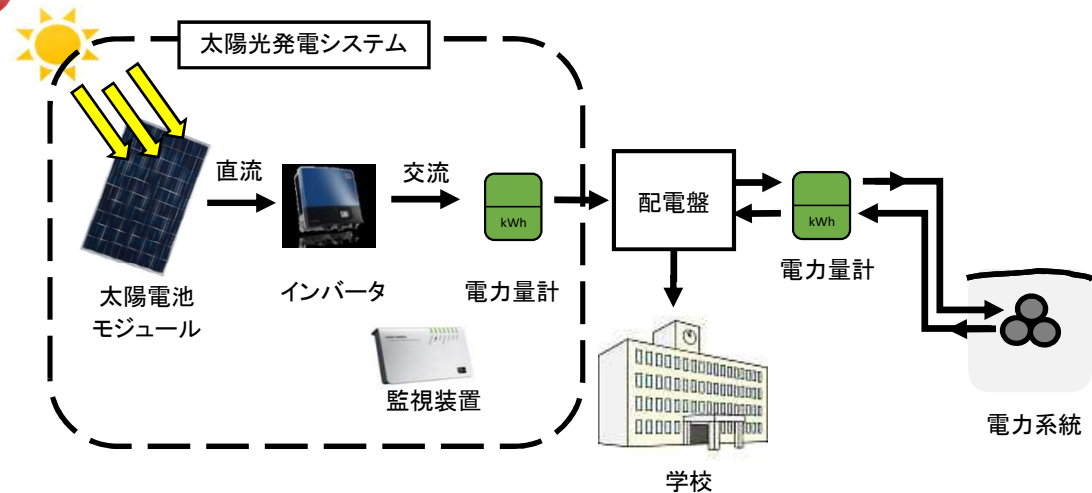 太陽光発電システム
直流
交流
kWh
配電盤
kWh
太陽電池
モジュール
インバータ
電力量計
電力量計
監視装置
学校
電力系統